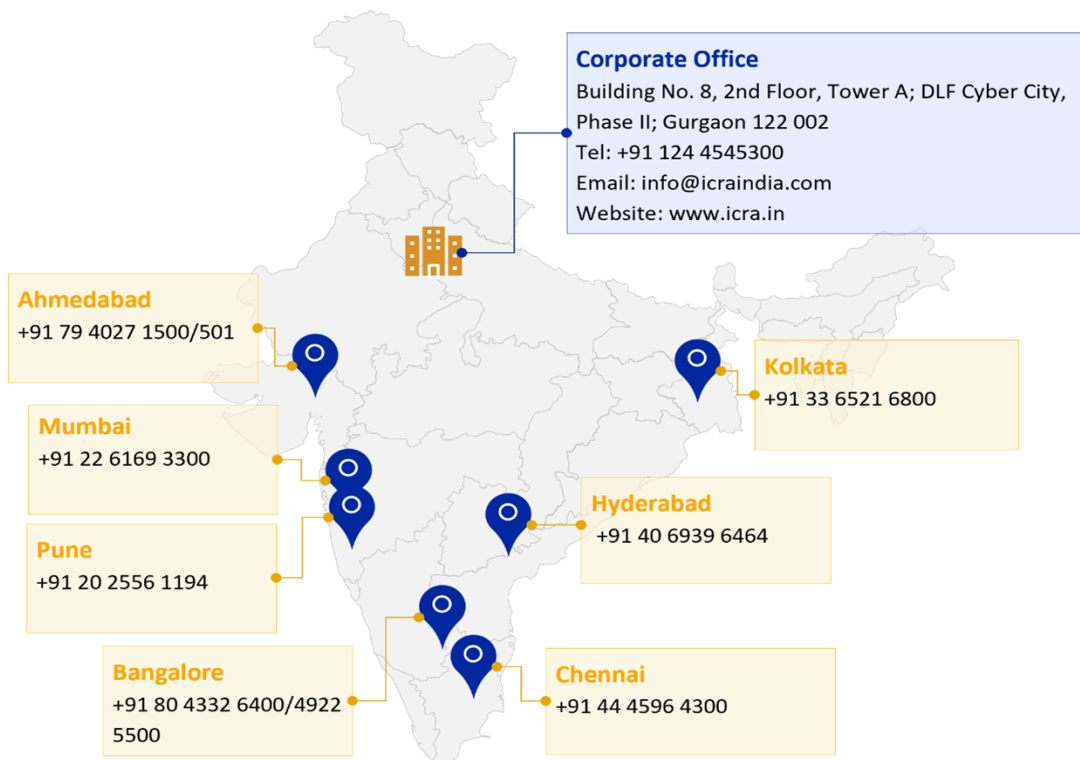 Corporate Office
Building No. 8, 2nd Floor, Tower A; DLF Cyber City,
Phase II; Gurgaon 122 002
Tel: +91 124 4545300
Email: info@icraindia.com
Website: www.icra.in
Ahmedabad
+91 79 4027 1500/501
Kolkata
+91 33 6521 6800
Mumbai
+91 22 6169 3300
Hyderabad
+91 40 6939 6464
Pune
+91 20 2556 1194
Bangalore
+91 80 4332 6400/4922
5500
Chennai
+91 44 4596 4300